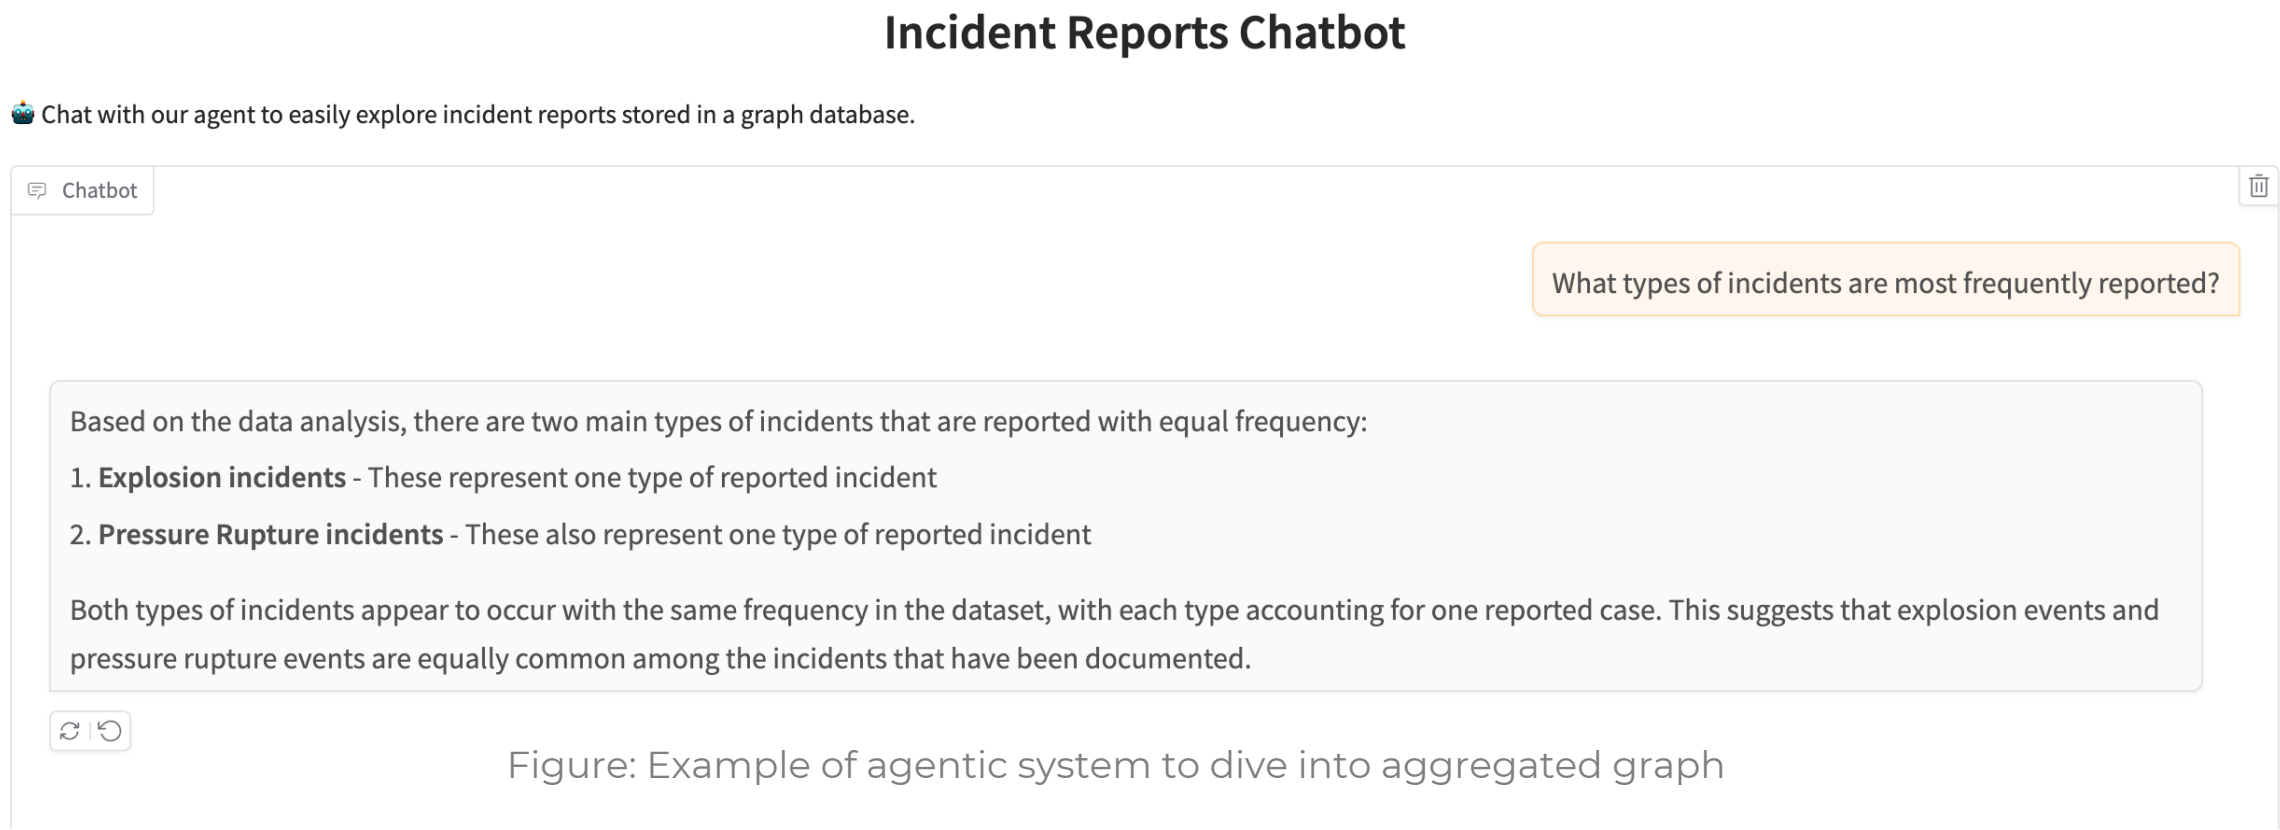 Incident Reports Chatbot
🤖 Chat with our agent to easily explore incident reports stored in a graph database.
Chatbot
What types of incidents are most frequently reported?
Based on the data analysis, there are two main types of incidents that are reported with equal frequency:
1. Explosion incidents - These represent one type of reported incident
2. Pressure Rupture incidents - These also represent one type of reported incident
Both types of incidents appear to occur with the same frequency in the dataset, with each type accounting for one reported case. This suggests that explosion events and
pressure rupture events are equally common among the incidents that have been documented.
Figure: Example of agentic system to dive into aggregated graph